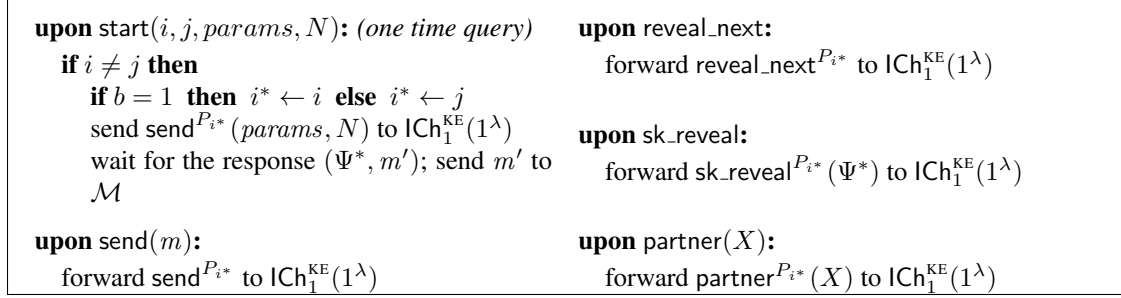 upon start(i, j, params, N): (one time query)
if i ≠ j then
if b = 1 then i* ← i else i* ← j
send send^{P_{i*}}(params, N) to ICh_1^{KE}(1^λ)
wait for the response (Ψ*, m′); send m′ to
M
upon send(m):
forward send^{P_{i*}} to ICh_1^{KE}(1^λ)
upon reveal_next:
forward reveal_next^{P_{i*}} to ICh_1^{KE}(1^λ)
upon sk_reveal:
forward sk_reveal^{P_{i*}}(Ψ*) to ICh_1^{KE}(1^λ)
upon partner(X):
forward partner^{P_{i*}}(X) to ICh_1^{KE}(1^λ)